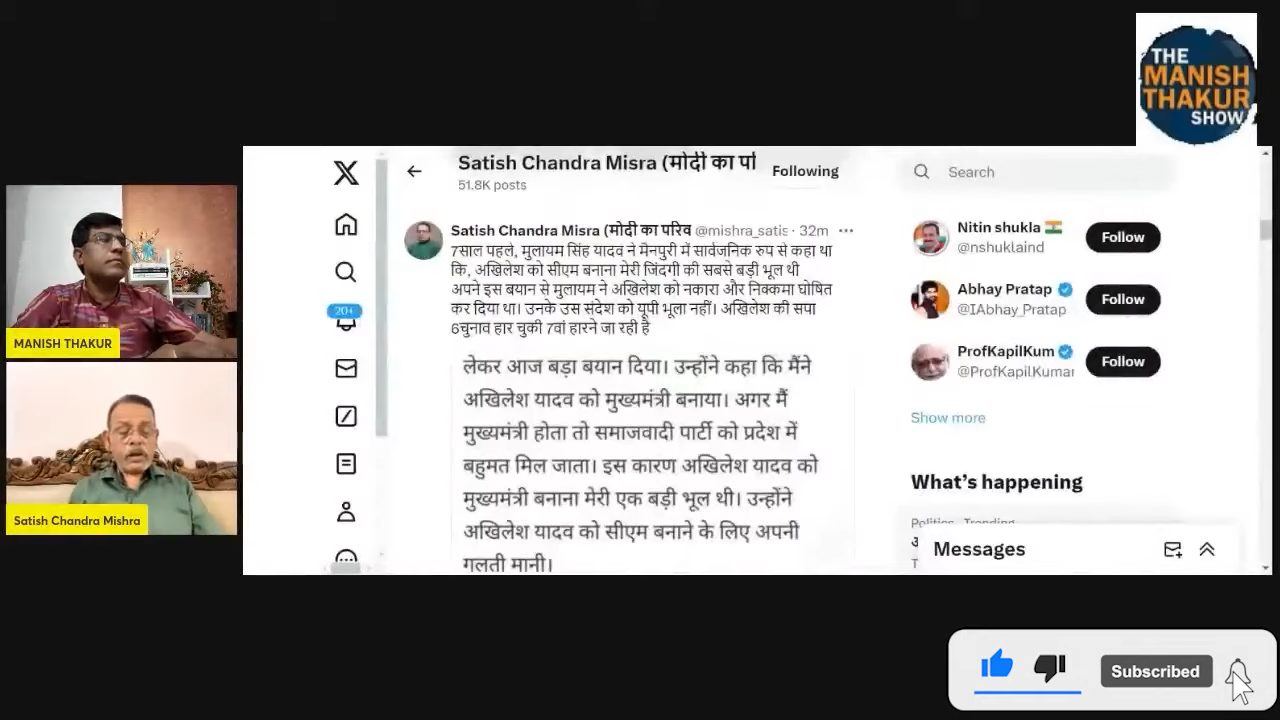 THE
MANISH
THAKUR
SHOW
MANISH THAKUR
Satish Chandra Mishra
20+
Satish Chandra Misra (मोदी का परि
51.8K posts
Following
Satish Chandra Misra (मोदी का परिव @mishra_satis · 32m
7साल पहले, मुलायम सिंह यादव ने मैनपुरी में सार्वजनिक रुप से कहा था
कि, अखिलेश को सीएम बनाना मेरी जिंदगी की सबसे बड़ी भूल थी
अपने इस बयान से मुलायम ने अखिलेश को नकारा और निक्कमा घोषित
कर दिया था। उनके उस संदेश को यूपी भूला नहीं। अखिलेश की सपा
6चुनाव हार चुकी 7वां हारने जा रही है
लेकर आज बड़ा बयान दिया। उन्होंने कहा कि मैंने
अखिलेश यादव को मुख्यमंत्री बनाया। अगर मैं
मुख्यमंत्री होता तो समाजवादी पार्टी को प्रदेश में
बहुमत मिल जाता। इस कारण अखिलेश यादव को
मुख्यमंत्री बनाना मेरी एक बड़ी भूल थी। उन्होंने
अखिलेश यादव को सीएम बनाने के लिए अपनी
गलती मानी।
Search
Nitin shukla
@nshuklaind
Follow
Abhay Pratap
@IAbhay_Pratap
Follow
ProfKapilKum
@ProfKapilKumar
Follow
Show more
What's happening
Politics · Trending
Messages
Subscribed